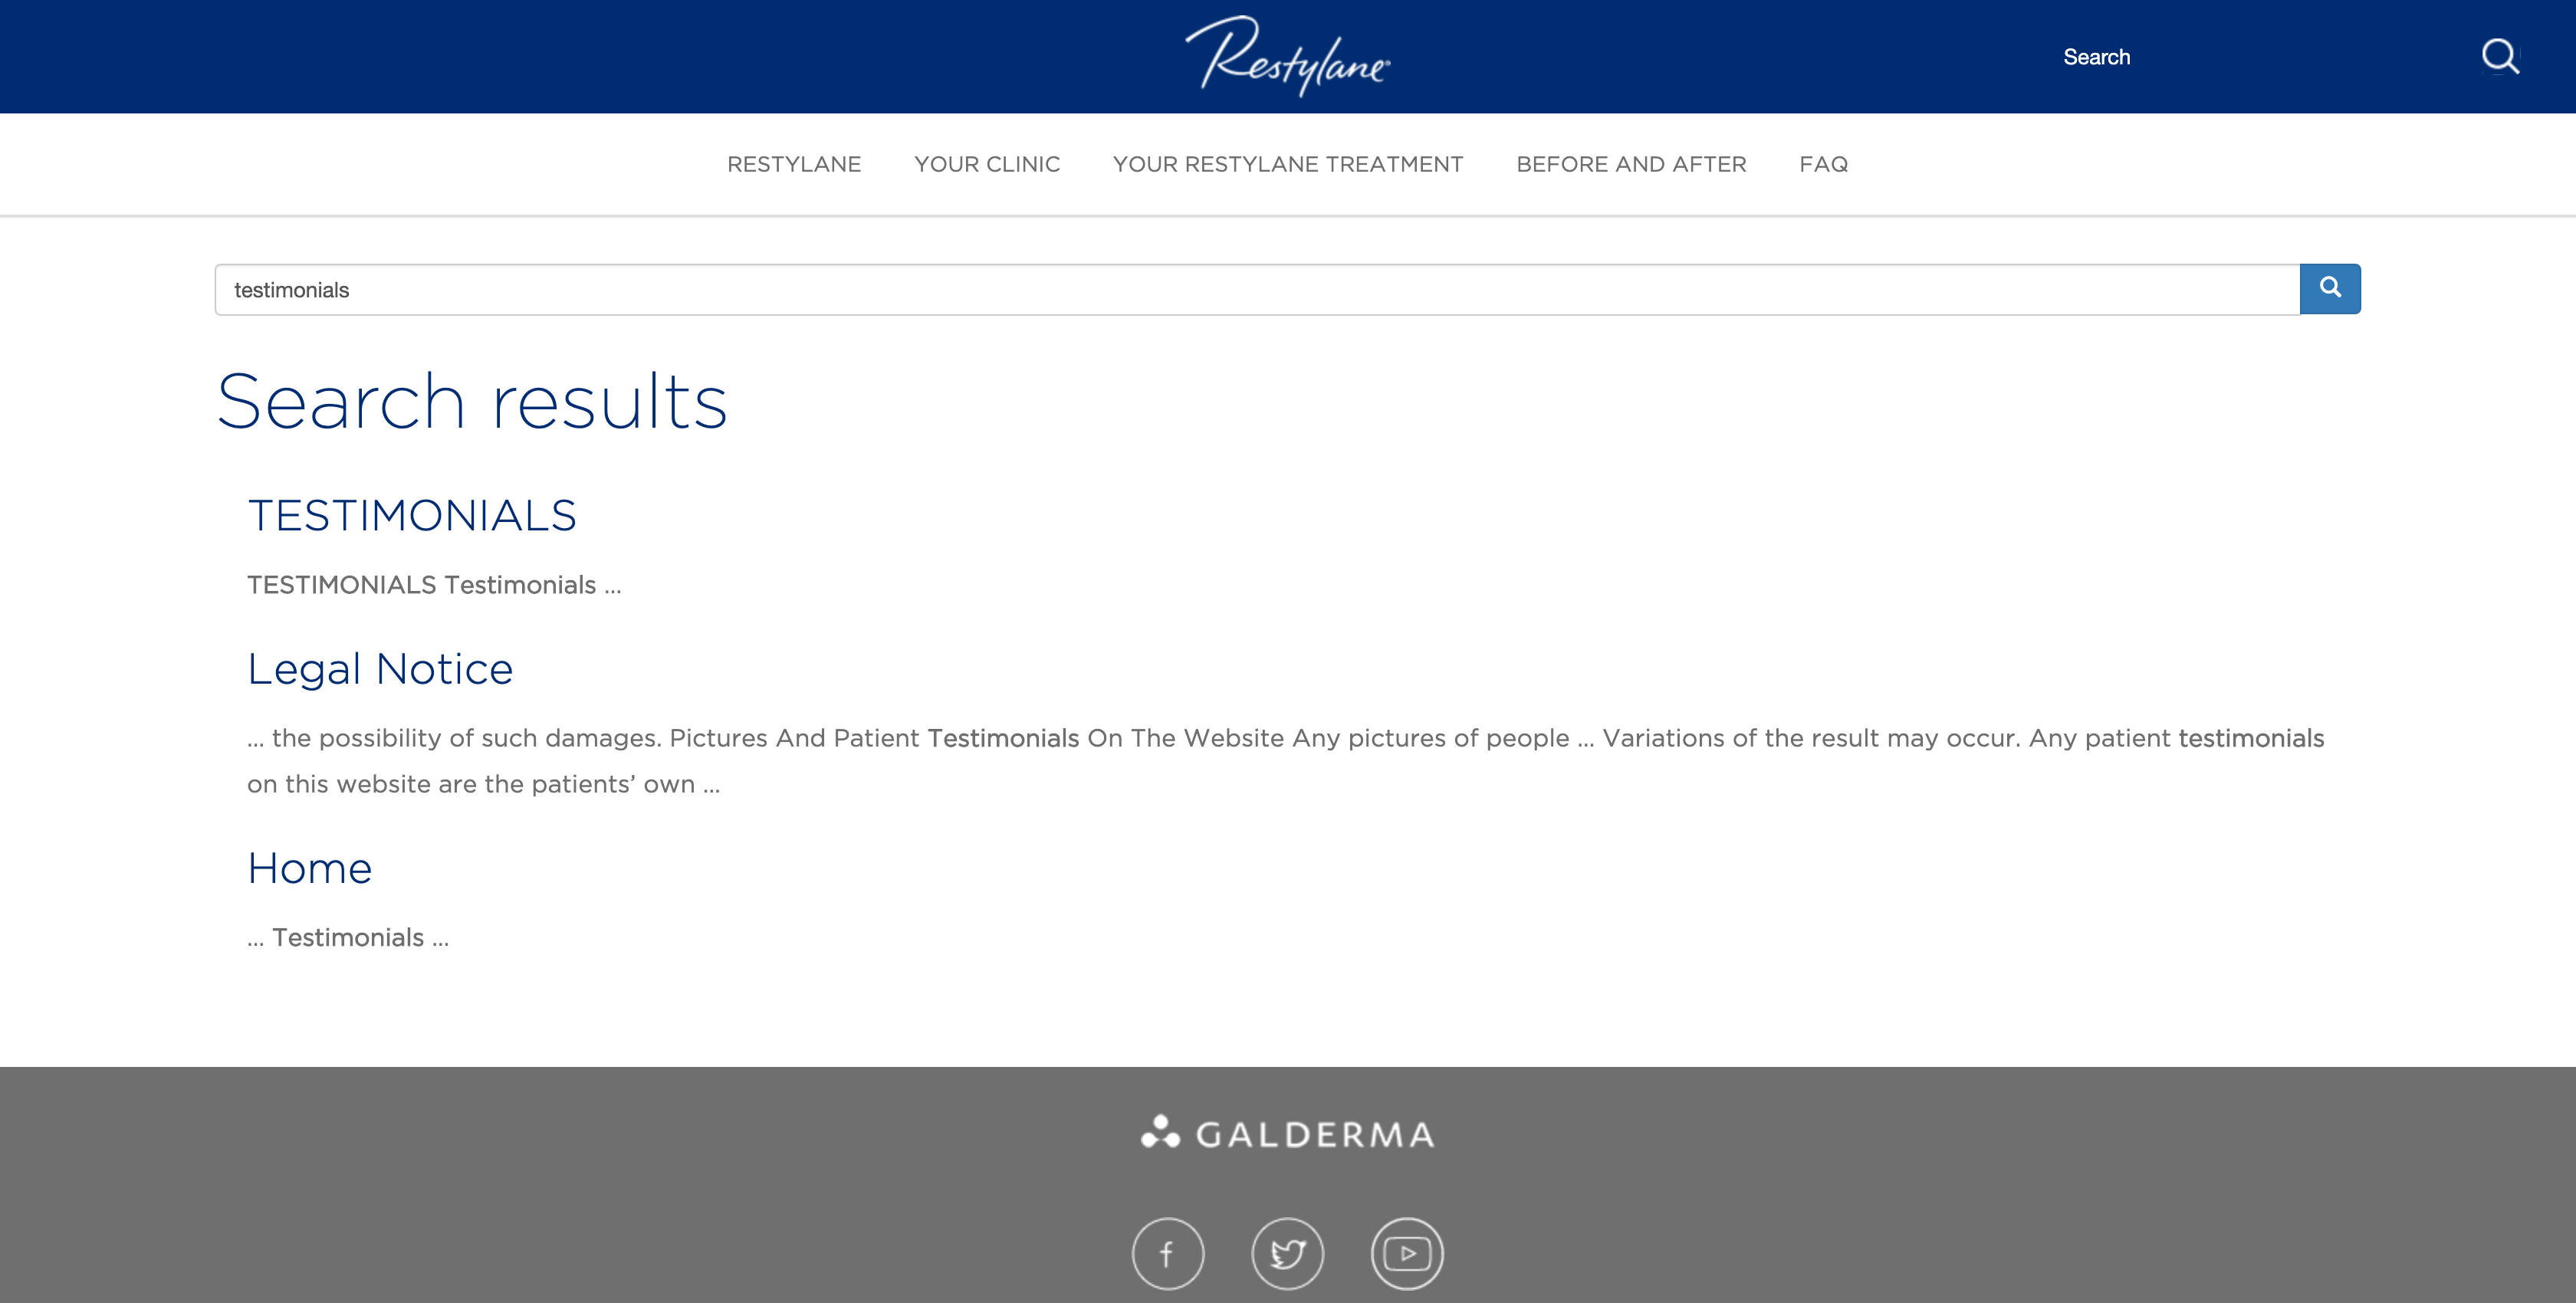 Restylane®
Search
RESTYLANE YOUR CLINIC YOUR RESTYLANE TREATMENT BEFORE AND AFTER FAQ
testimonials
Search results
TESTIMONIALS
TESTIMONIALS Testimonials ...
Legal Notice
... the possibility of such damages. Pictures And Patient Testimonials On The Website Any pictures of people ... Variations of the result may occur. Any patient testimonials
on this website are the patients’ own ...
Home
... Testimonials ...
GALDERMA